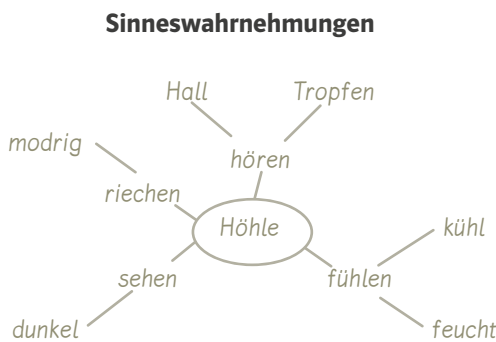 Sinneswahrnehmungen
Hall
Tropfen
modrig
hören
riechen
Höhle
kühl
sehen
fühlen
dunkel
feucht